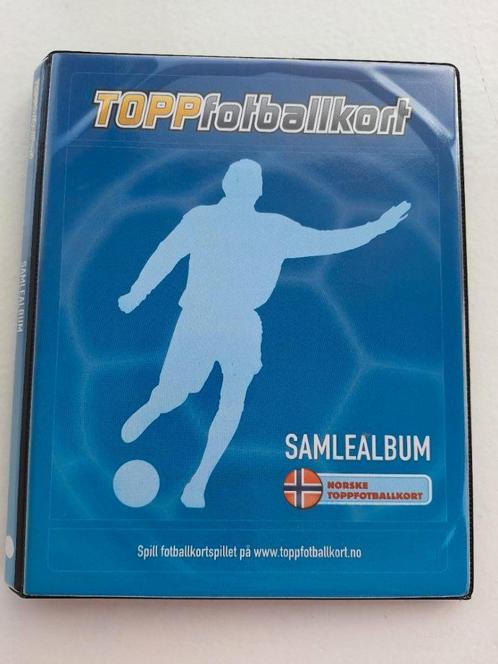 TOPPfotballkort
SAMLEALBUM
SAMLEALBUM
NORSKE
TOPPFOTBALLKORT
Spill fotballkortspillet på www.toppfotballkort.no